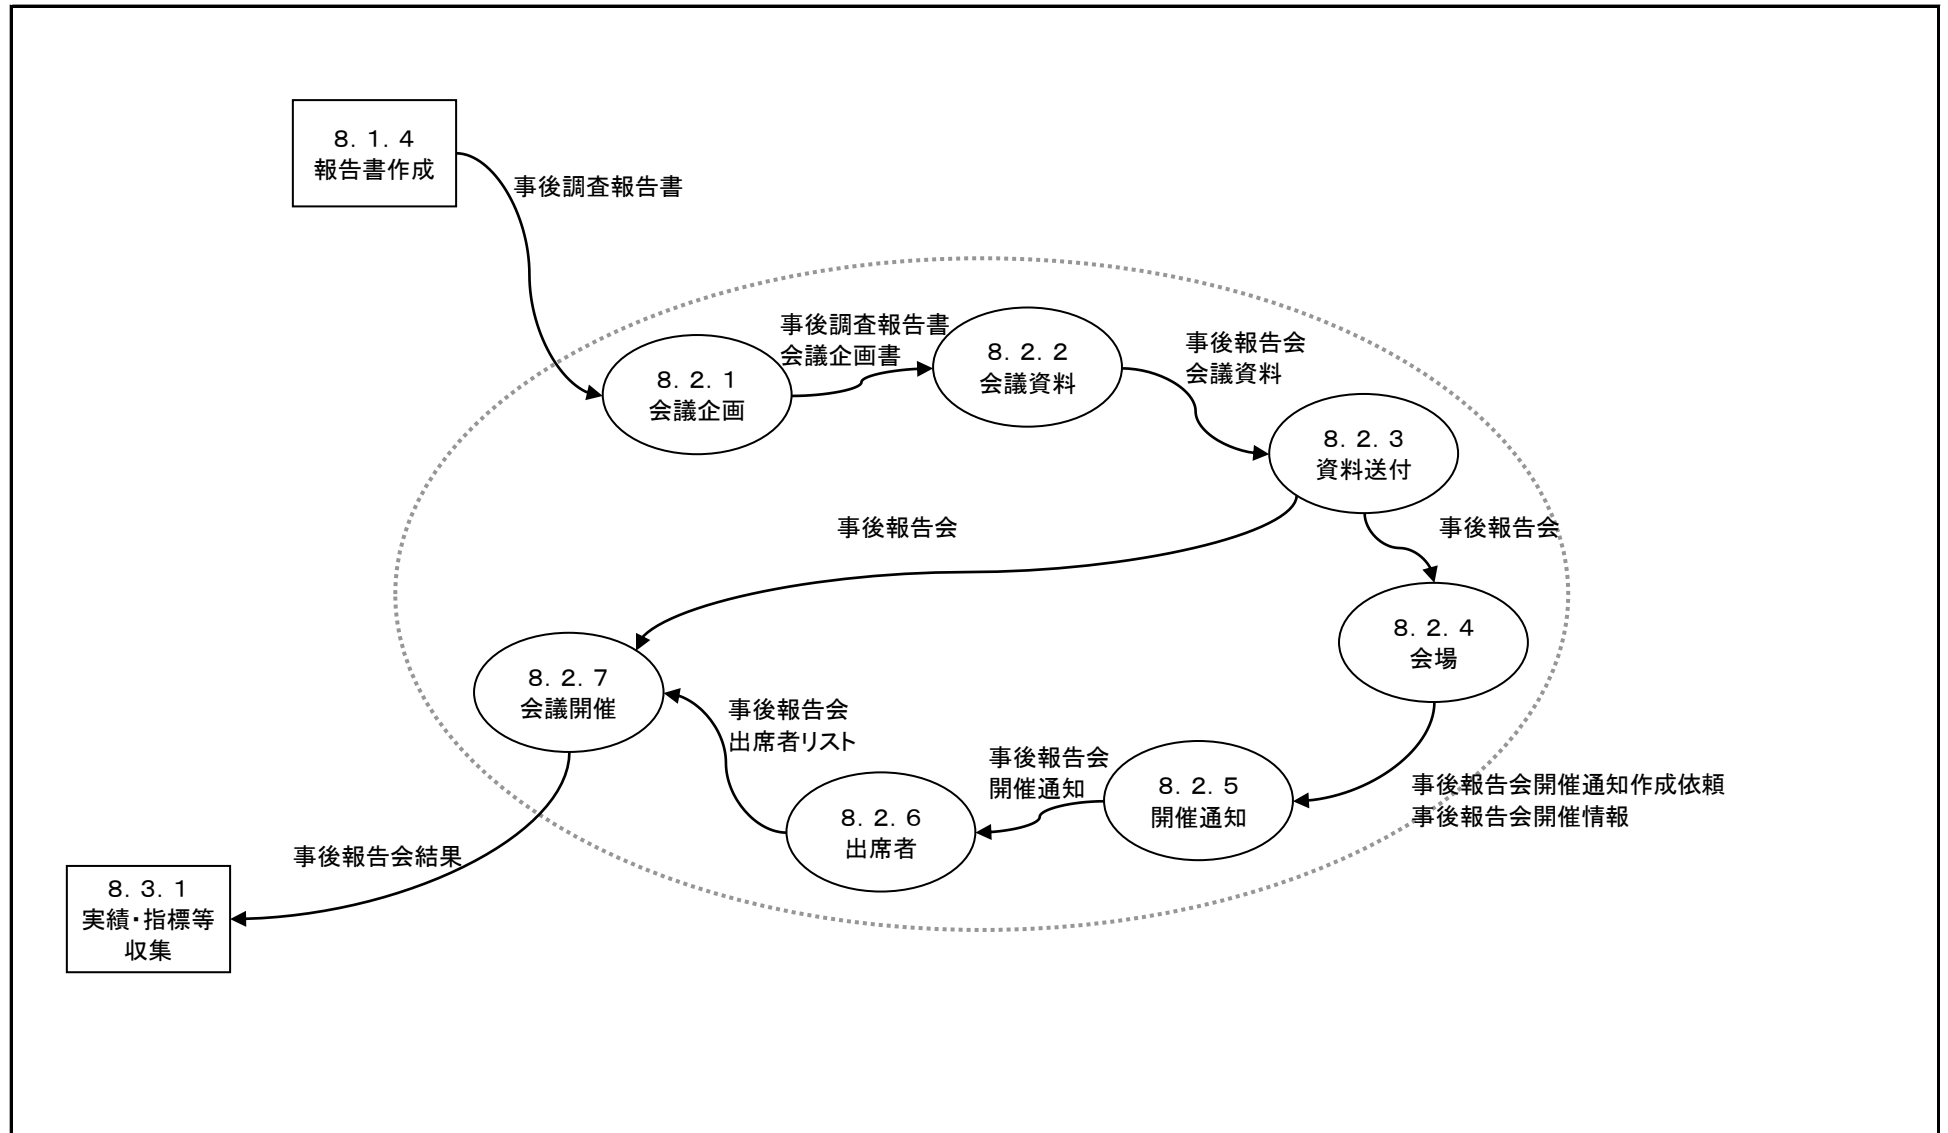 ８．１．４
報告書作成
事後調査報告書
事後調査報告書
会議企画書
８．２．１
会議企画
８．２．２
会議資料
事後報告会
会議資料
８．２．３
資料送付
事後報告会
事後報告会
８．２．４
会場
８．２．７
会議開催
事後報告会
出席者リスト
事後報告会
開催通知
８．２．５
開催通知
事後報告会開催通知作成依頼
事後報告会開催情報
８．２．６
出席者
事後報告会結果
８．３．１
実績・指標等
収集